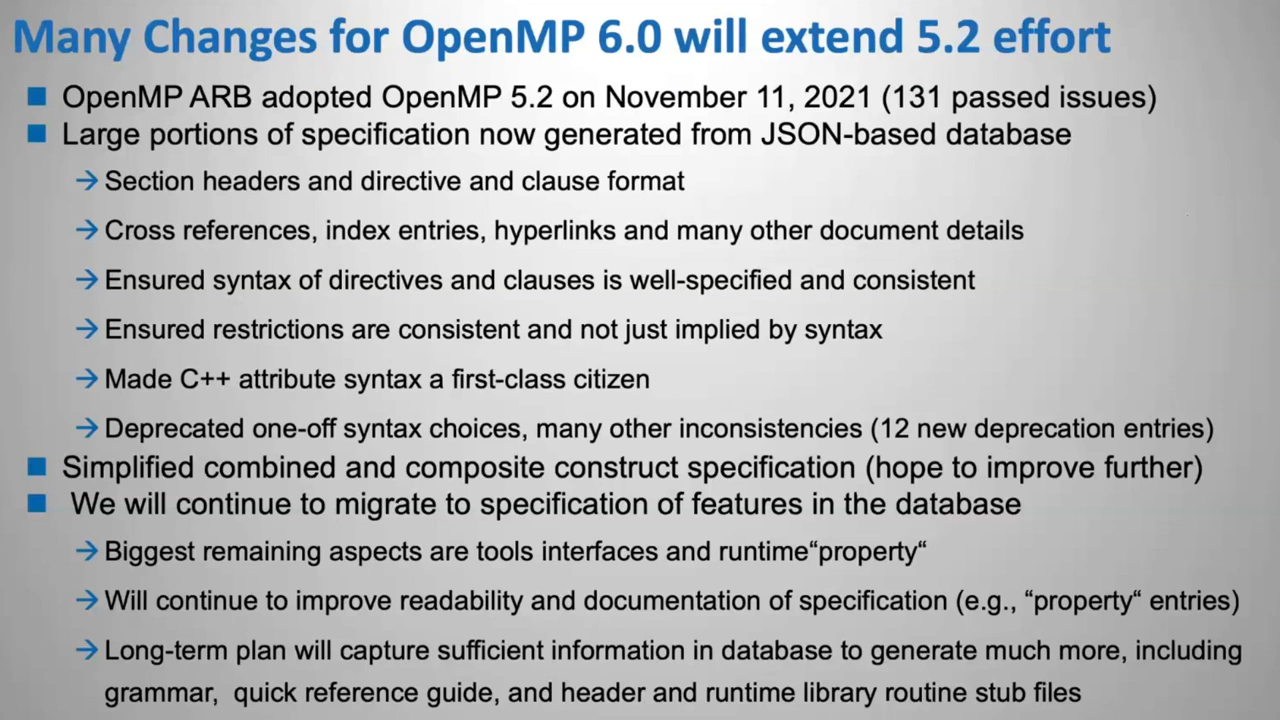 Many Changes for OpenMP 6.0 will extend 5.2 effort
OpenMP ARB adopted OpenMP 5.2 on November 11, 2021 (131 passed issues)
Large portions of specification now generated from JSON-based database
→ Section headers and directive and clause format
→ Cross references, index entries, hyperlinks and many other document details
→ Ensured syntax of directives and clauses is well-specified and consistent
→ Ensured restrictions are consistent and not just implied by syntax
→ Made C++ attribute syntax a first-class citizen
→ Deprecated one-off syntax choices, many other inconsistencies (12 new deprecation entries)
Simplified combined and composite construct specification (hope to improve further)
We will continue to migrate to specification of features in the database
→ Biggest remaining aspects are tools interfaces and runtime“property“
→ Will continue to improve readability and documentation of specification (e.g., “property“ entries)
→ Long-term plan will capture sufficient information in database to generate much more, including
grammar, quick reference guide, and header and runtime library routine stub files